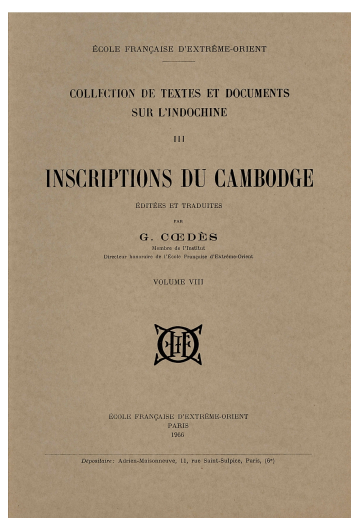 ÉCOLE FRANÇAISE D'EXTRÊME-ORIENT
COLLECTION DE TEXTES ET DOCUMENTS
SUR L'INDOCHINE
III
INSCRIPTIONS DU CAMBODGE
ÉDITÉES ET TRADUITES
PAR
G. CŒDÈS
Membre de l'Institut
Directeur honoraire de l'École Française d'Extrême-Orient
VOLUME VIII
ÉCOLE FRANÇAISE D'EXTRÊME-ORIENT
PARIS
1966
Dépositaire : Adrien-Maisonneuve, 11, rue Saint-Sulpice, Paris, (6e)